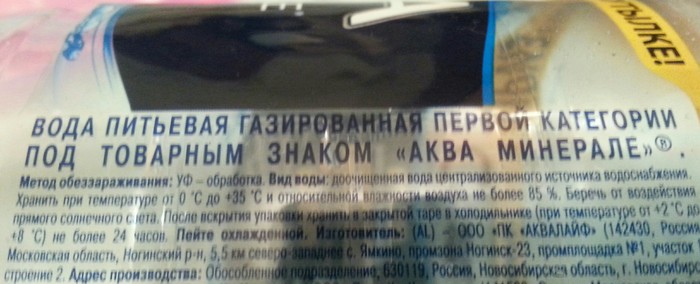 ТЫЛКЕ!
ВОДА ПИТЬЕВАЯ ГАЗИРОВАННАЯ ПЕРВОЙ КАТЕГОРИИ
ПОД ТОВАРНЫМ ЗНАКОМ «АКВА МИНЕРАЛЕ»®.
Метод обеззараживания: УФ – обработка. Вид воды: доочищенная вода централизованного источника водоснабжения.
Хранить при температуре от 0 °С до +35 °С и относительной влажности воздуха не более 85 %. Беречь от воздействия
прямого солнечного света. После вскрытия упаковки хранить в закрытой таре в холодильнике (при температуре от +2 °С до
+8 °С) не более 24 часов. Пейте охлажденной. Изготовитель: (AL) – ООО «ПК «АКВАЛАЙФ» (142430, Россия
Московская область, Ногинский р-н, 5,5 км северо-западнее с. Ямкино, промзона Ногинск-23, промплощадка №1, участок
строение 2. Адрес производства: Обособленное подразделение, 630119, Россия, Новосибирская область, г. Новосибирс